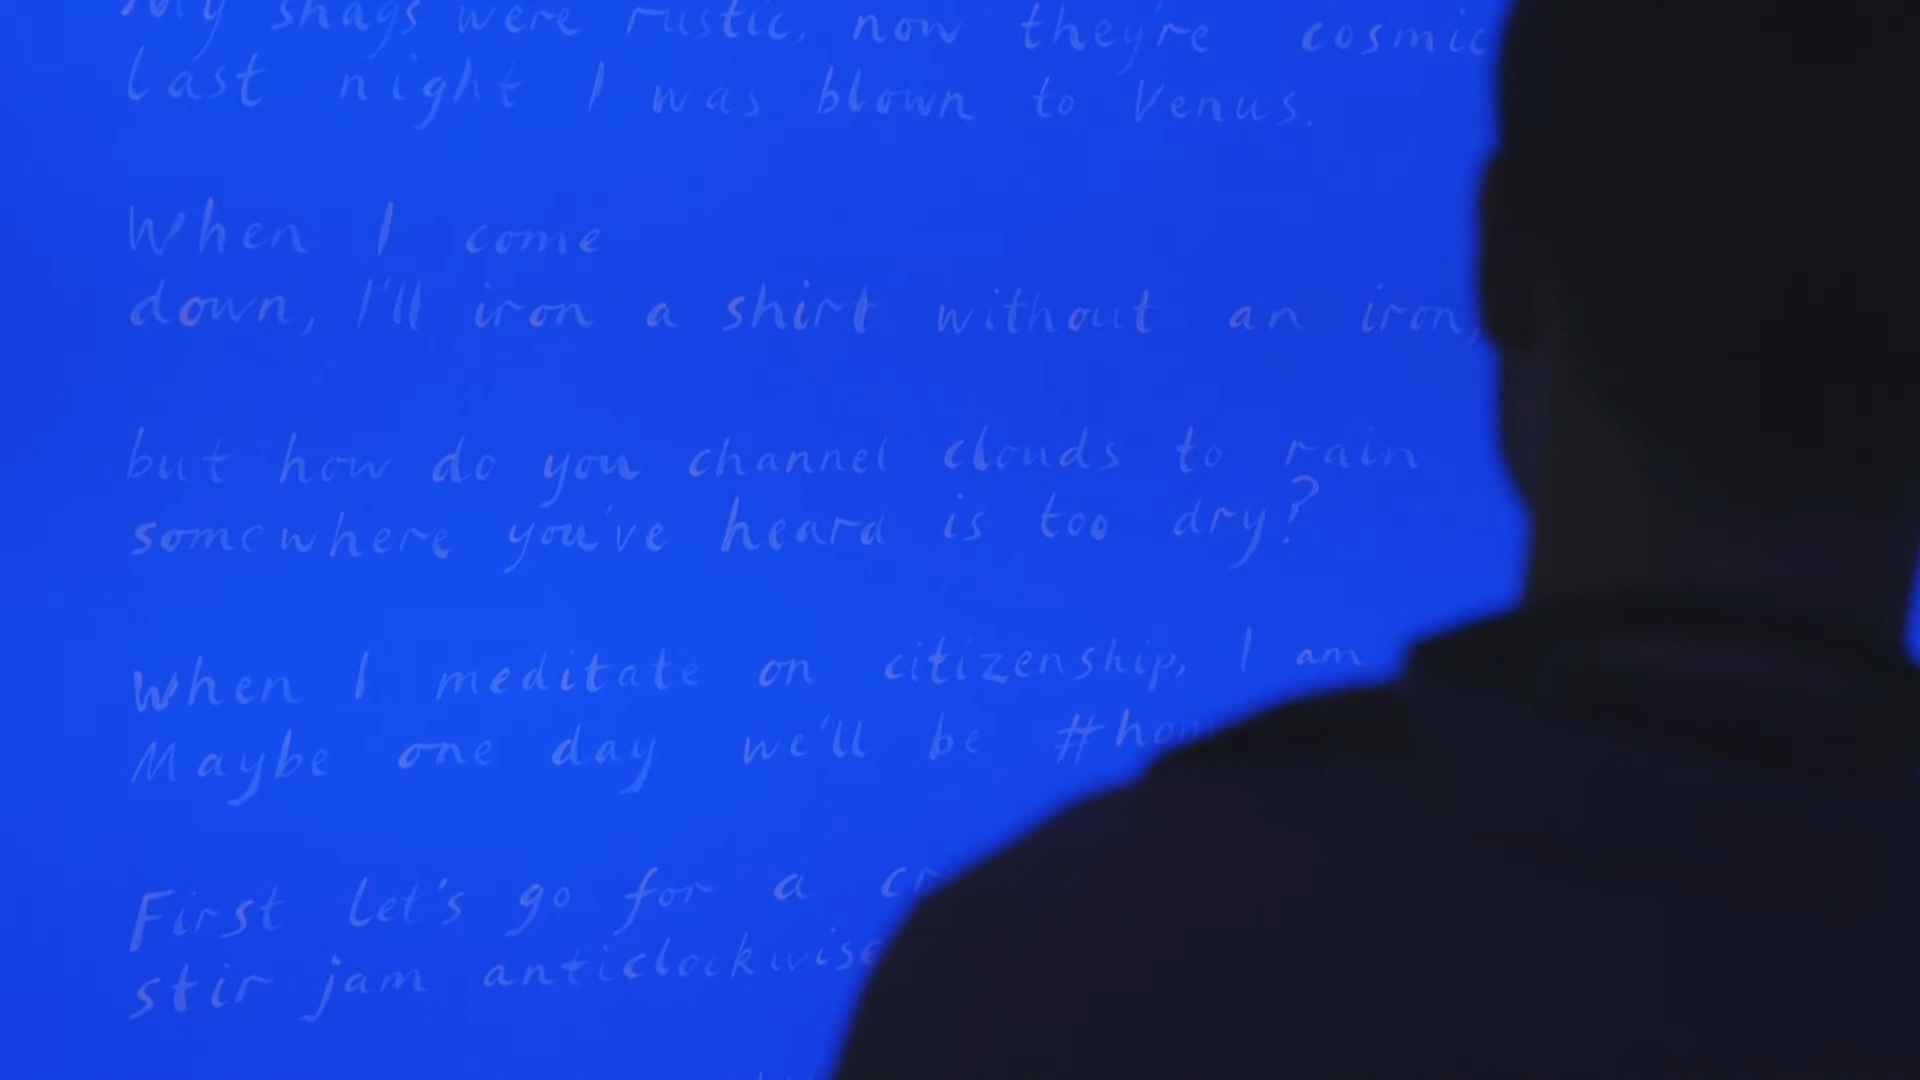 My shags were rustic, now they're cosmic
Last night I was blown to Venus.
When I come
down, I'll iron a shirt without an iron,
but how do you channel clouds to rain
somewhere you've heard is too dry?
When I meditate on citizenship, I am
Maybe one day we'll be
First let's go for a
stir jam anticlockwise